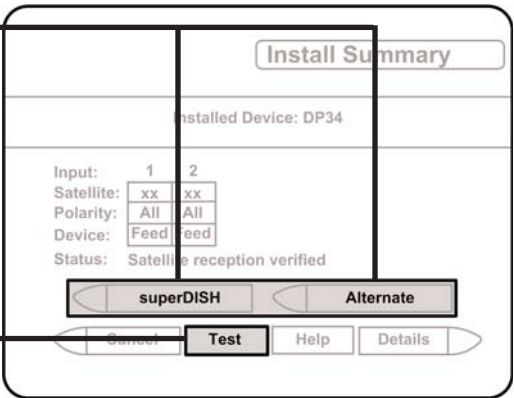 Install Summary
Installed Device: DP34
Input: 1 2
Satellite: xx xx
Polarity: All All
Device: Feed Feed
Status: Satellite reception verified
superDISH Alternate
Cancel Test Help Details